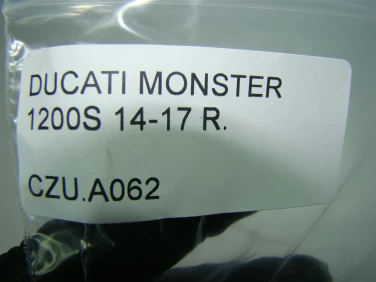 DUCATI MONSTER
1200S 14-17 R.
CZU.A062